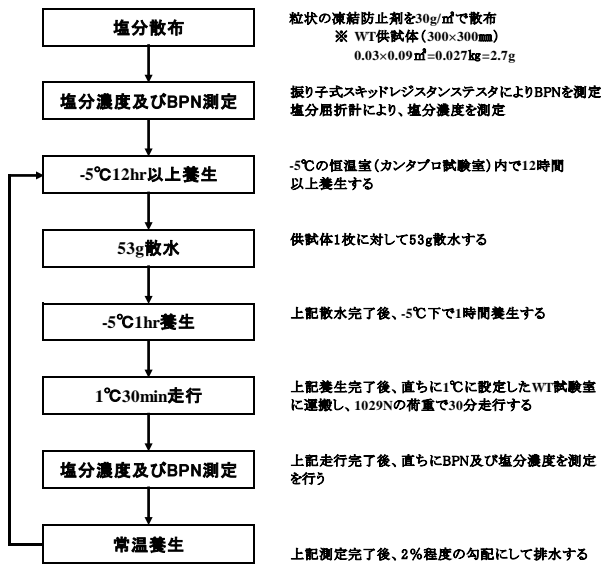 塩分散布
粒状の凍結防止剤を30g/㎡で散布
※ WT供試体（300×300㎜）
0.03×0.09㎡=0.027㎏=2.7g
塩分濃度及びBPN測定
振り子式スキッドレジスタンステスタによりBPNを測定
塩分屈折計により、塩分濃度を測定
-5℃12hr以上養生
-5℃の恒温室（カンタブロ試験室）内で12時間
以上養生する
53g散水
供試体1枚に対して53g散水する
-5℃1hr養生
上記散水完了後、-5℃下で1時間養生する
1℃30min走行
上記養生完了後、直ちに1℃に設定したWT試験室
に運搬し、1029Nの荷重で30分走行する
塩分濃度及びBPN測定
上記走行完了後、直ちにBPN及び塩分濃度を測定
を行う
常温養生
上記測定完了後、2％程度の勾配にして排水する